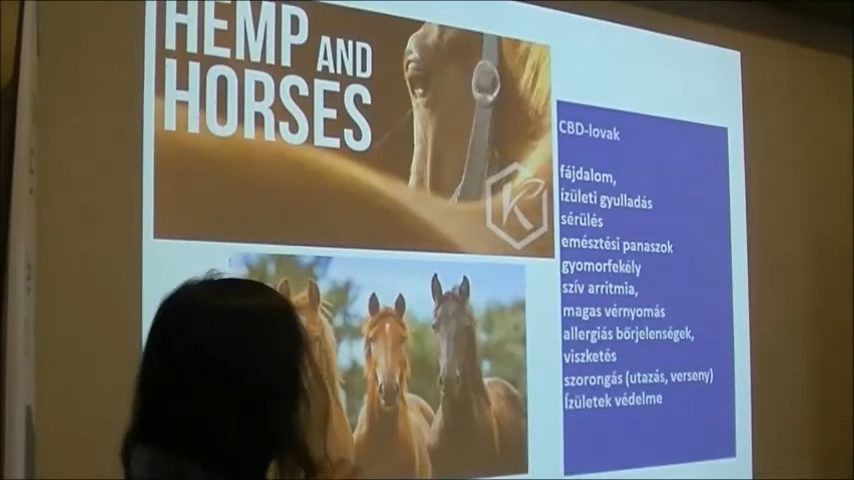 HEMP AND
HORSES
K
CBD-lovak
fájdalom,
ízületi gyulladás
sérülés
emésztési panaszok
gyomorfekély
szív arritmia,
magas vérnyomás
allergiás bőrjelenségek,
viszketés
szorongás (utazás, verseny)
Ízületek védelme